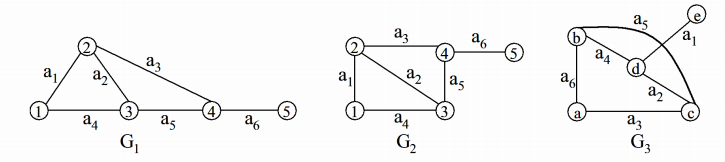 2
a₁
a₂
a₃
1
3
4
5
a₄
a₅
a₆
G₁
2
a₃
4
a₆
5
a₁
a₂
a₅
1
a₄
3
G₂
a₅
e
b
a₁
a₄
d
a₆
a₂
a
a₃
c
G₃